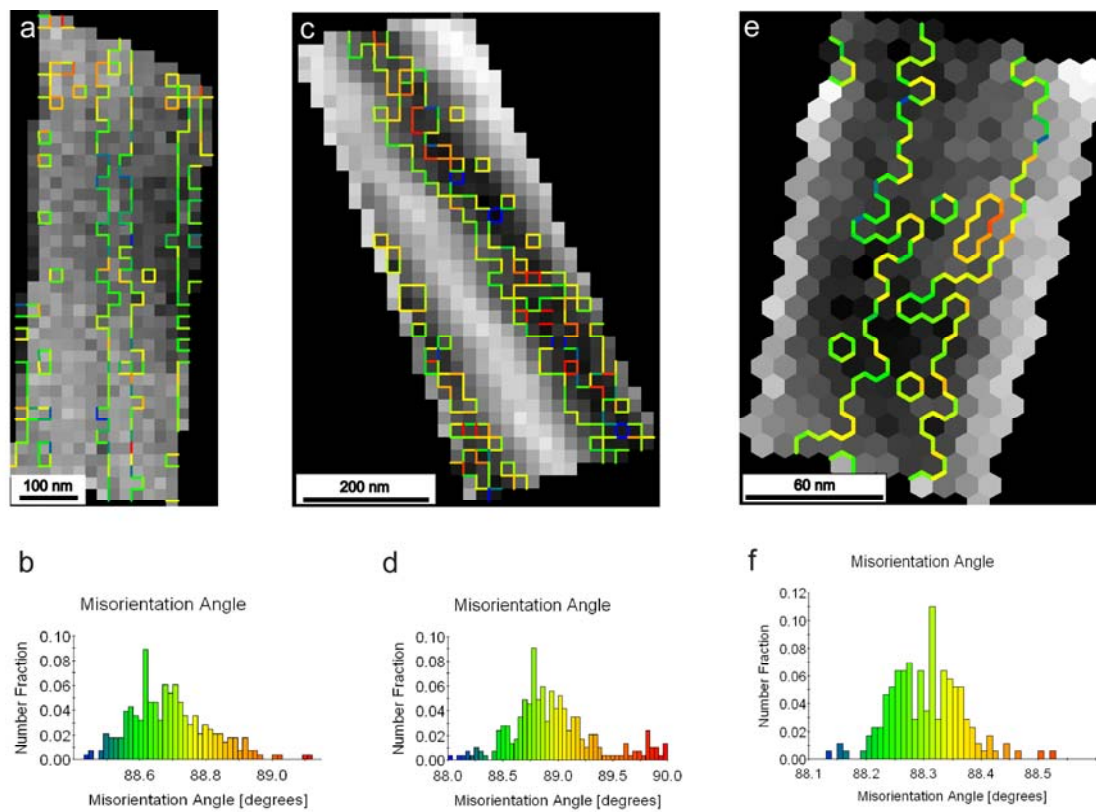 a
c
e
100 nm
200 nm
60 nm
b
Misorientation Angle
Number Fraction
0.10
0.08
0.06
0.04
0.02
0.00
88.6
88.8
89.0
Misorientation Angle [degrees]
d
Misorientation Angle
Number Fraction
0.10
0.08
0.06
0.04
0.02
0.00
88.0
88.5
89.0
89.5
90.0
Misorientation Angle [degrees]
f
Misorientation Angle
Number Fraction
0.12
0.10
0.08
0.06
0.04
0.02
0.00
88.1
88.2
88.3
88.4
88.5
Misorientation Angle [degrees]